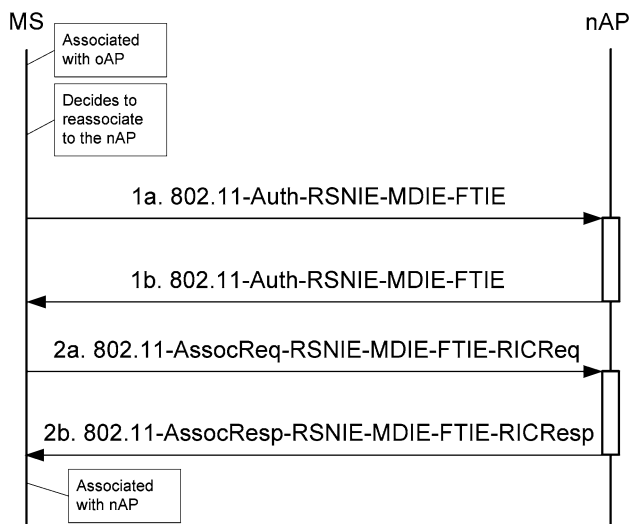 MS
nAP
Associated
with oAP
Decides to
reassociate
to the nAP
1a. 802.11-Auth-RSNIE-MDIE-FTIE
1b. 802.11-Auth-RSNIE-MDIE-FTIE
2a. 802.11-AssocReq-RSNIE-MDIE-FTIE-RICReq
2b. 802.11-AssocResp-RSNIE-MDIE-FTIE-RICResp
Associated
with nAP